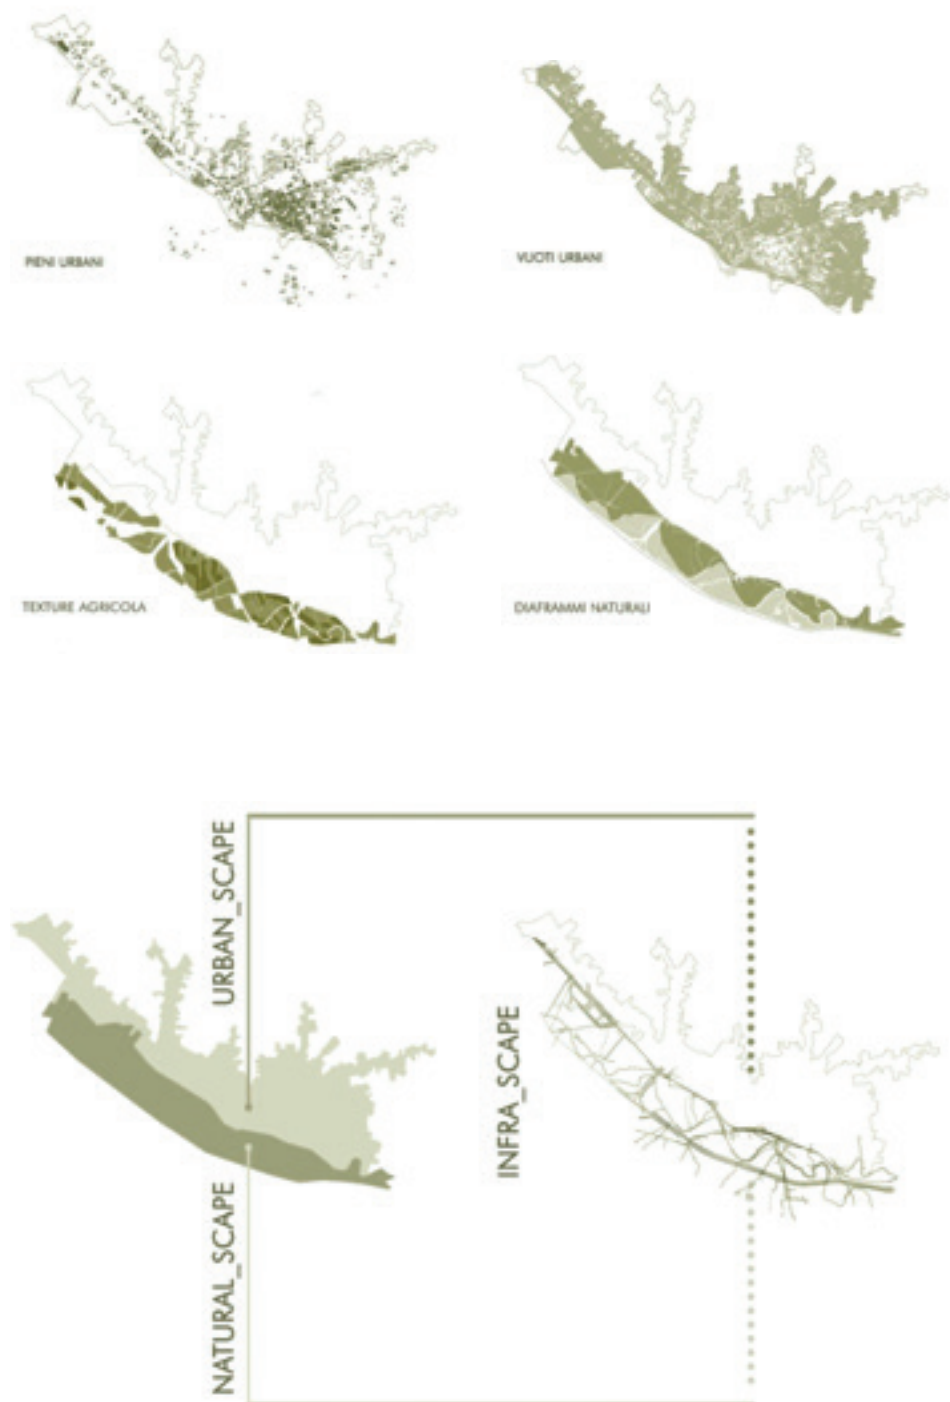 PIENI URBANI
VUOTI URBANI
TEXTURE AGRICOLA
DIAFRAMMI NATURALI
URBAN_SCAPE
INFRA_SCAPE
NATURAL_SCAPE